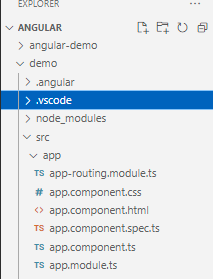 EXPLORER
ANGULAR
angular-demo
demo
.angular
.vscode
node_modules
src
app
TS app-routing.module.ts
# app.component.css
<> app.component.html
TS app.component.spec.ts
TS app.component.ts
TS app.module.ts